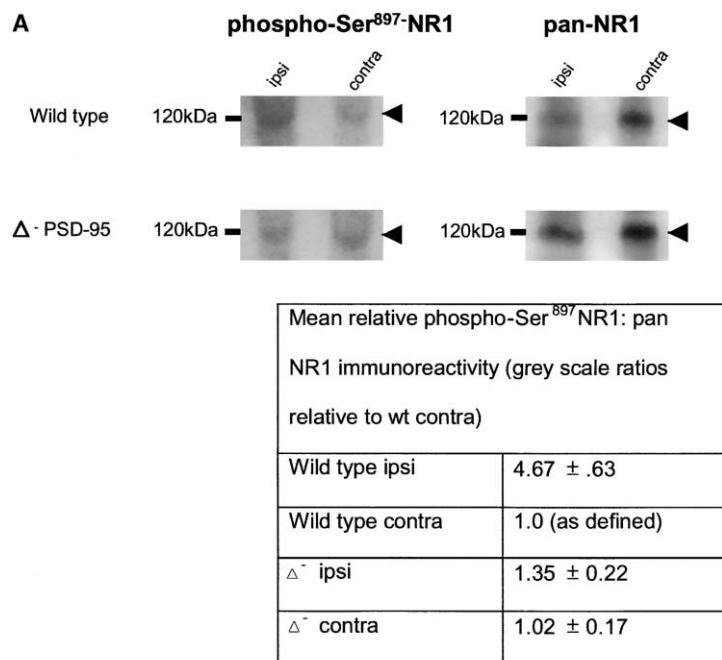 A
phospho-Ser897-NR1 pan-NR1
ipsi contra ipsi contra
Wild type 120kDa 120kDa
Δ- PSD-95 120kDa 120kDa
Mean relative phospho-Ser897NR1: pan
NR1 immunoreactivity (grey scale ratios
relative to wt contra)
Wild type ipsi 4.67 ± .63
Wild type contra 1.0 (as defined)
Δ- ipsi 1.35 ± 0.22
Δ- contra 1.02 ± 0.17